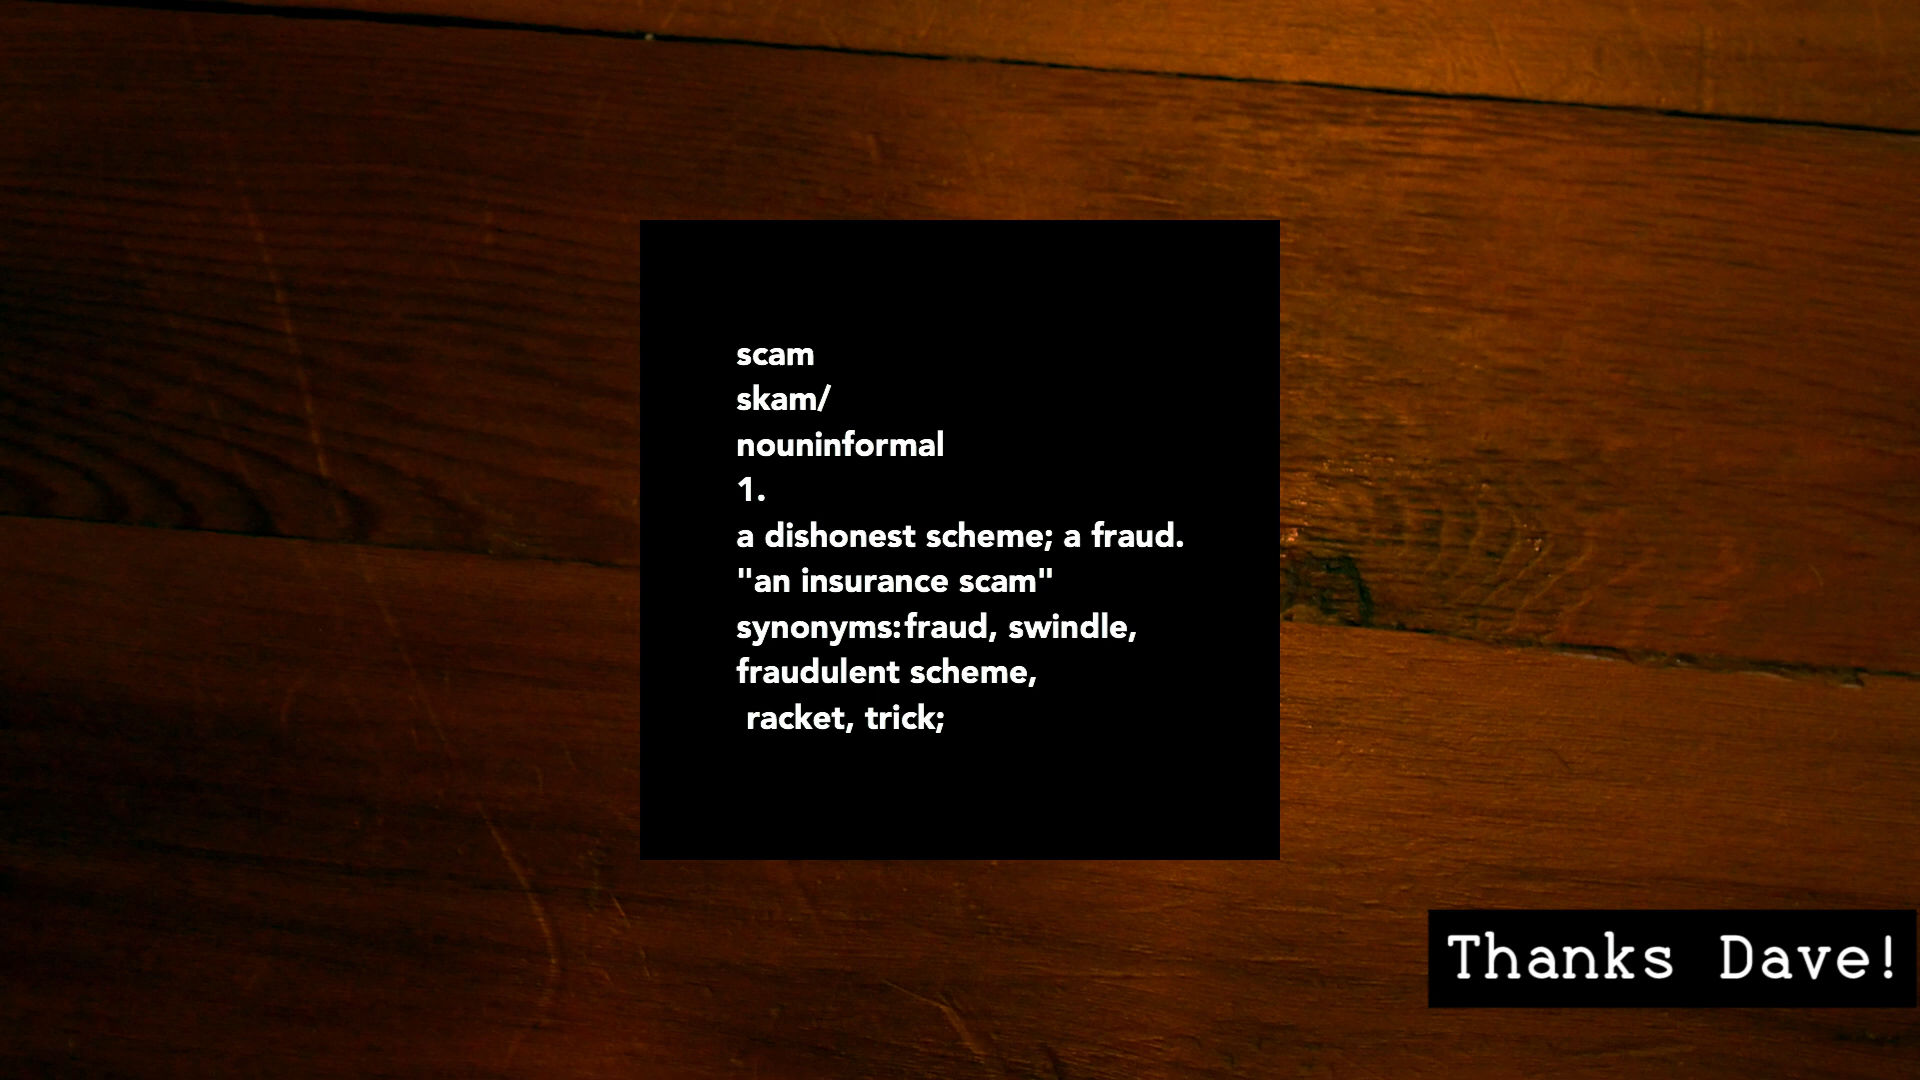 scam
skam/
nouninformal
1.
a dishonest scheme; a fraud.
"an insurance scam"
synonyms:fraud, swindle,
fraudulent scheme,
racket, trick;
Thanks Dave!